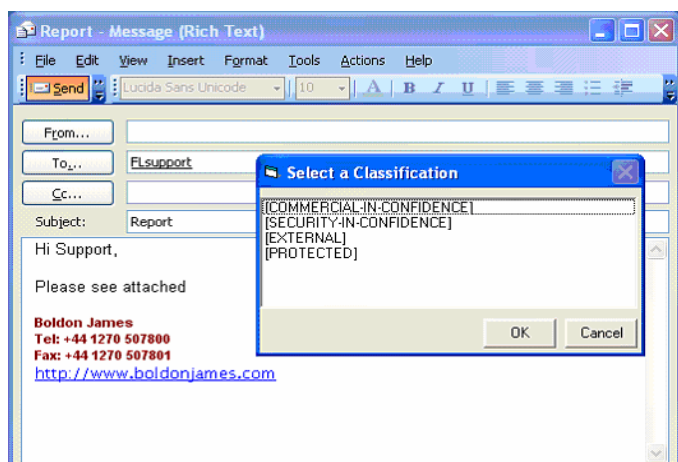 Report - Message (Rich Text)
File Edit View Insert Format Tools Actions Help
Send Lucida Sans Unicode 10 A B I U
From...
To... FLsupport
Cc...
Subject: Report
Hi Support,
Please see attached
Boldon James
Tel: +44 1270 507800
Fax: +44 1270 507801
http://www.boldonjames.com
Select a Classification
[COMMERCIAL-IN-CONFIDENCE]
[SECURITY-IN-CONFIDENCE]
[EXTERNAL]
[PROTECTED]
OK Cancel